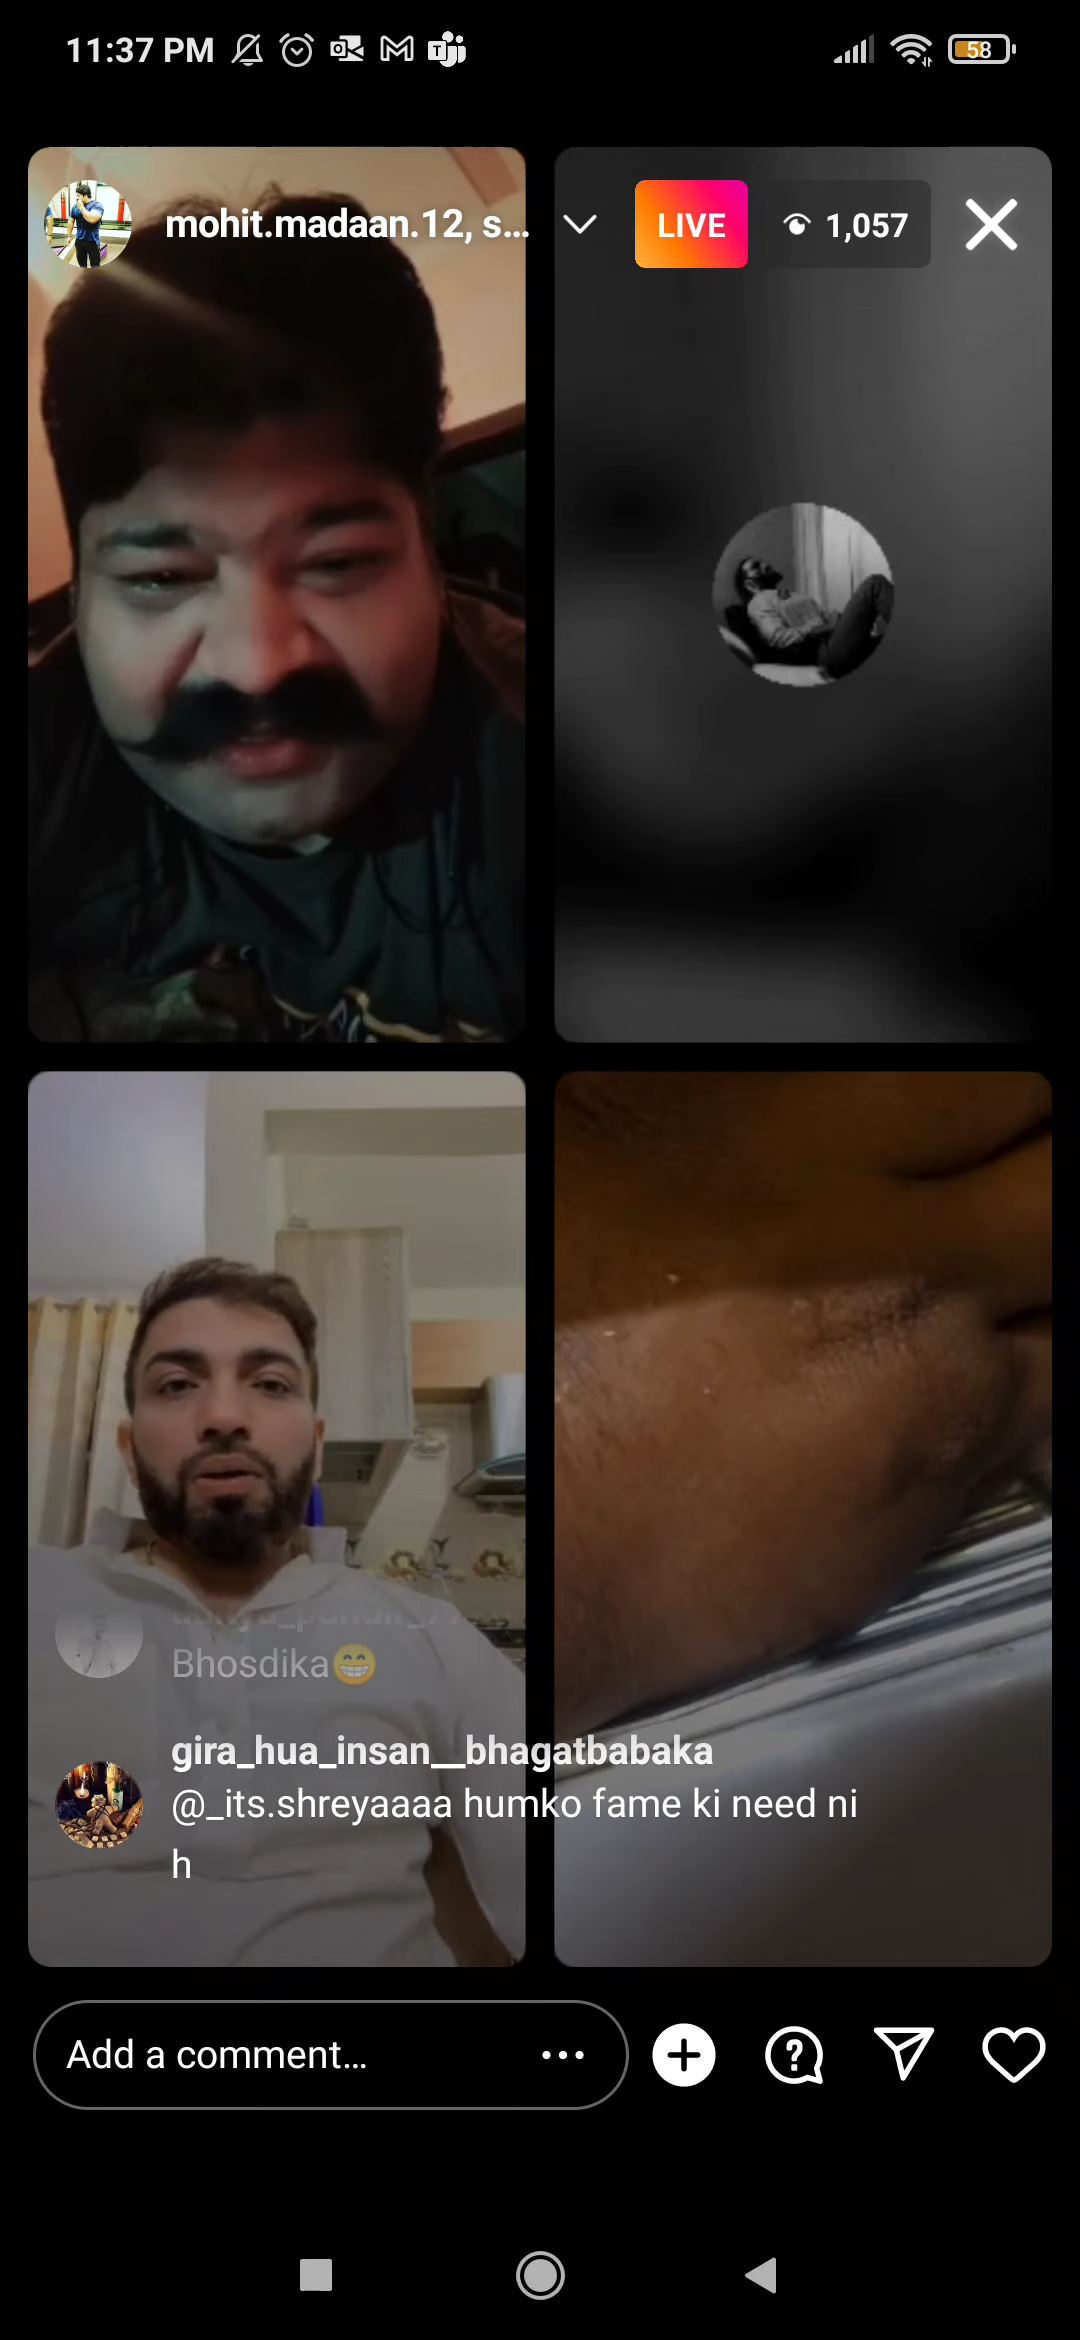 11:37 PM
58
mohit.madaan.12, s...
LIVE
1,057
Bhosdika😁
gira_hua_insan__bhagatbabaka
@_its.shreyaaaa humko fame ki need ni
h
Add a comment...